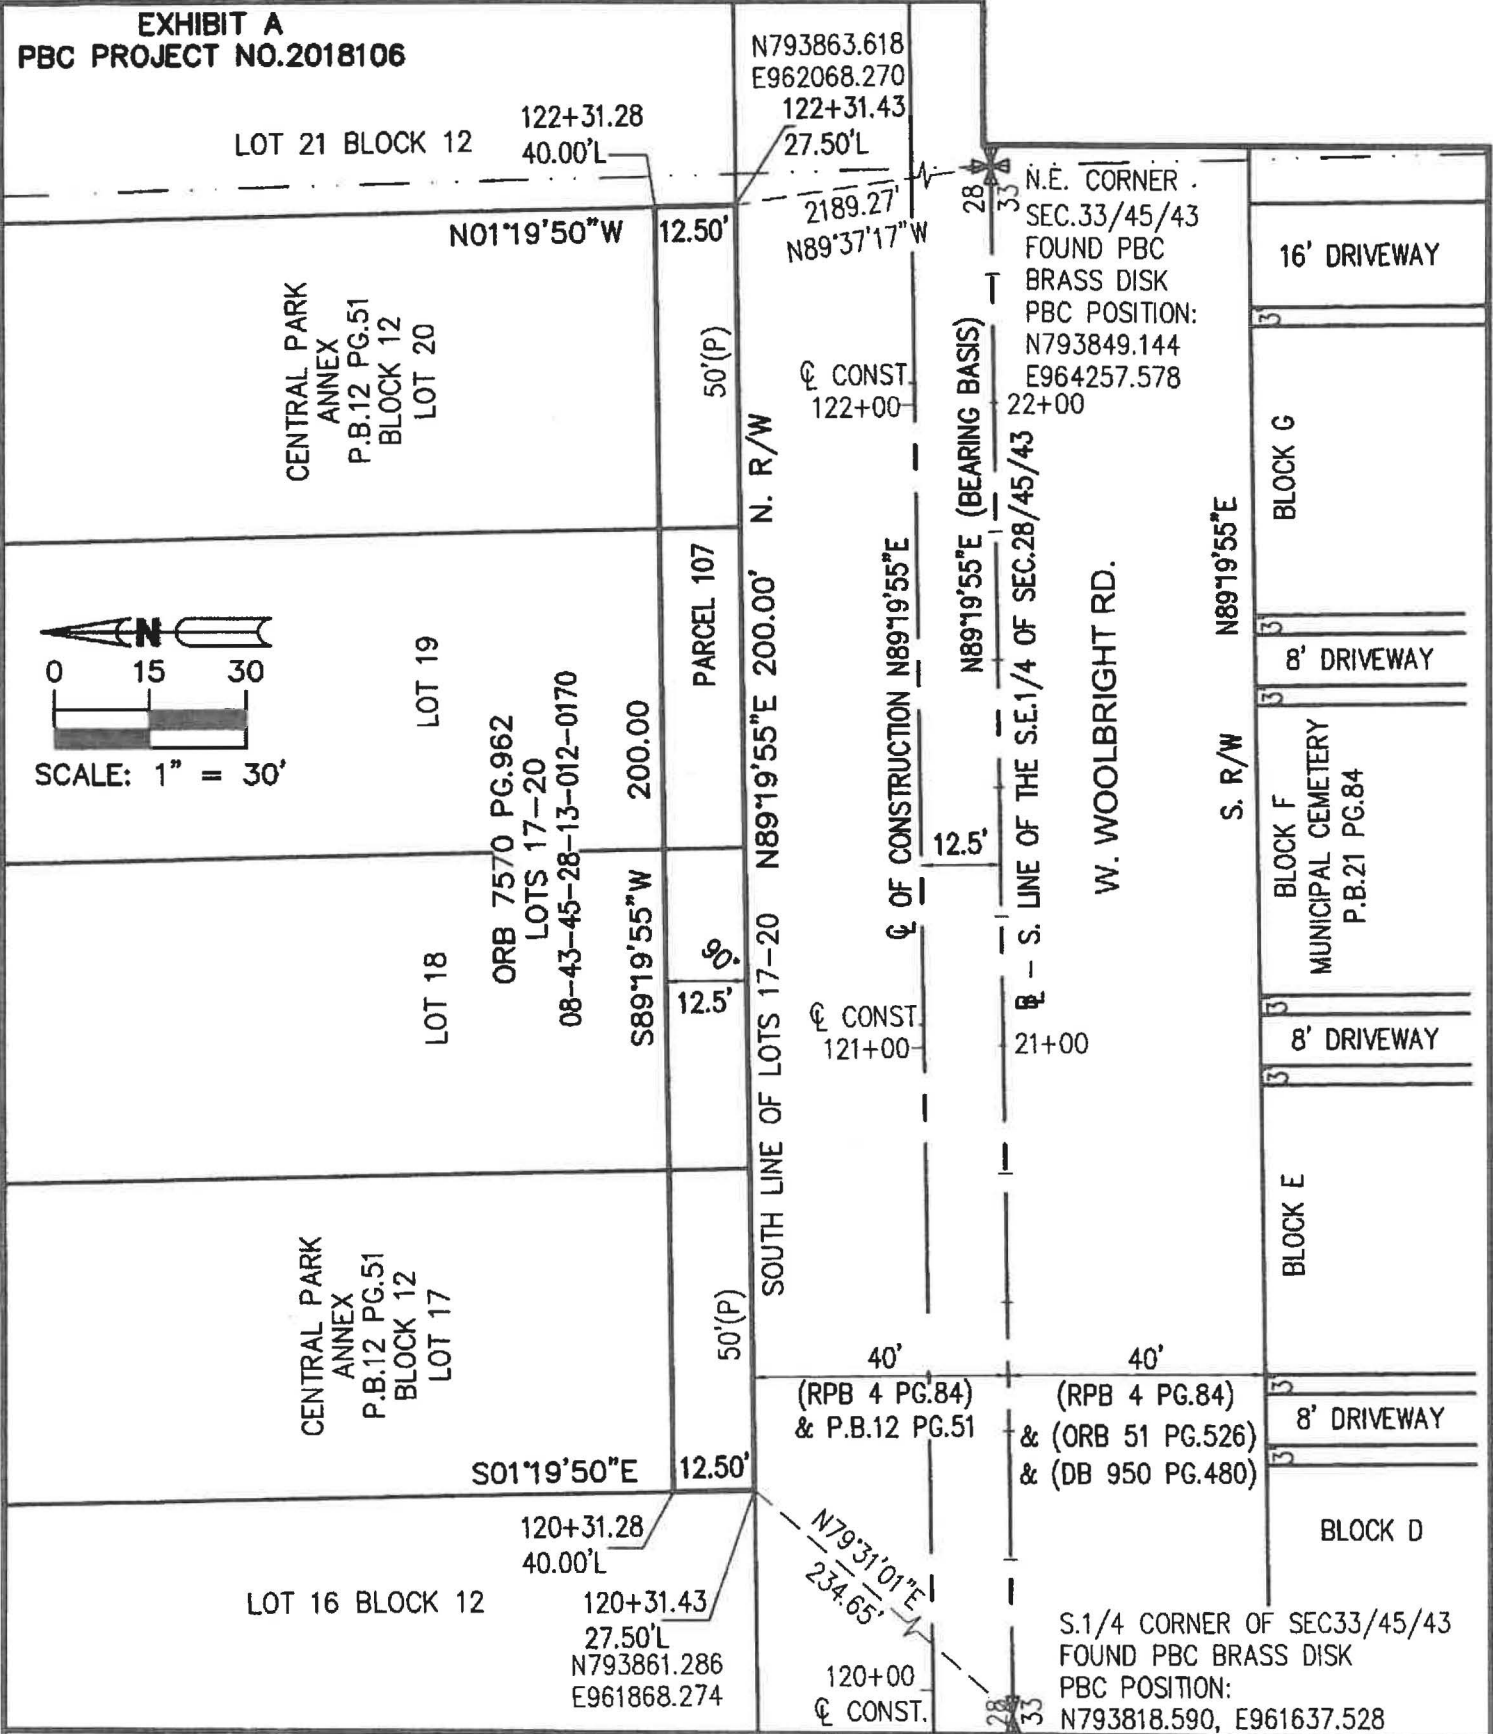 EXHIBIT A
PBC PROJECT NO.2018106
N793863.618
E962068.270
122+31.43
27.50'L
122+31.28
40.00'L
LOT 21 BLOCK 12
2189.27'
N89°37'17"W
28
33
N.E. CORNER
SEC.33/45/43
FOUND PBC
BRASS DISK
PBC POSITION:
N793849.144
E964257.578
16' DRIVEWAY
3'
N01°19'50"W
12.50'
CENTRAL PARK
ANNEX
P.B.12 PG.51
BLOCK 12
LOT 20
50'(P)
N. R/W
℄ CONST.
122+00
22+00
N89°19'55"E (BEARING BASIS)
BLOCK G
N
0 15 30
SCALE: 1" = 30'
LOT 19
PARCEL 107
ORB 7570 PG.962
LOTS 17-20
08-43-45-28-13-012-0170
S89°19'55"W 200.00
SOUTH LINE OF LOTS 17-20 N89°19'55"E 200.00'
℄ OF CONSTRUCTION N89°19'55"E
12.5'
BL - S. LINE OF THE S.E.1/4 OF SEC.28/45/43
W. WOOLBRIGHT RD.
S. R/W
N89°19'55"E
3'
8' DRIVEWAY
3'
BLOCK F
MUNICIPAL CEMETERY
P.B.21 PG.84
LOT 18
90°
12.5'
℄ CONST.
121+00
21+00
3'
8' DRIVEWAY
3'
BLOCK E
CENTRAL PARK
ANNEX
P.B.12 PG.51
BLOCK 12
LOT 17
50'(P)
40'
(RPB 4 PG.84)
& P.B.12 PG.51
40'
(RPB 4 PG.84)
& (ORB 51 PG.526)
& (DB 950 PG.480)
3'
8' DRIVEWAY
3'
S01°19'50"E
12.50'
120+31.28
40.00'L
LOT 16 BLOCK 12
120+31.43
27.50'L
N793861.286
E961868.274
N79°31'01"E
234.65'
120+00
℄ CONST.
28
33
BLOCK D
S.1/4 CORNER OF SEC33/45/43
FOUND PBC BRASS DISK
PBC POSITION:
N793818.590, E961637.528